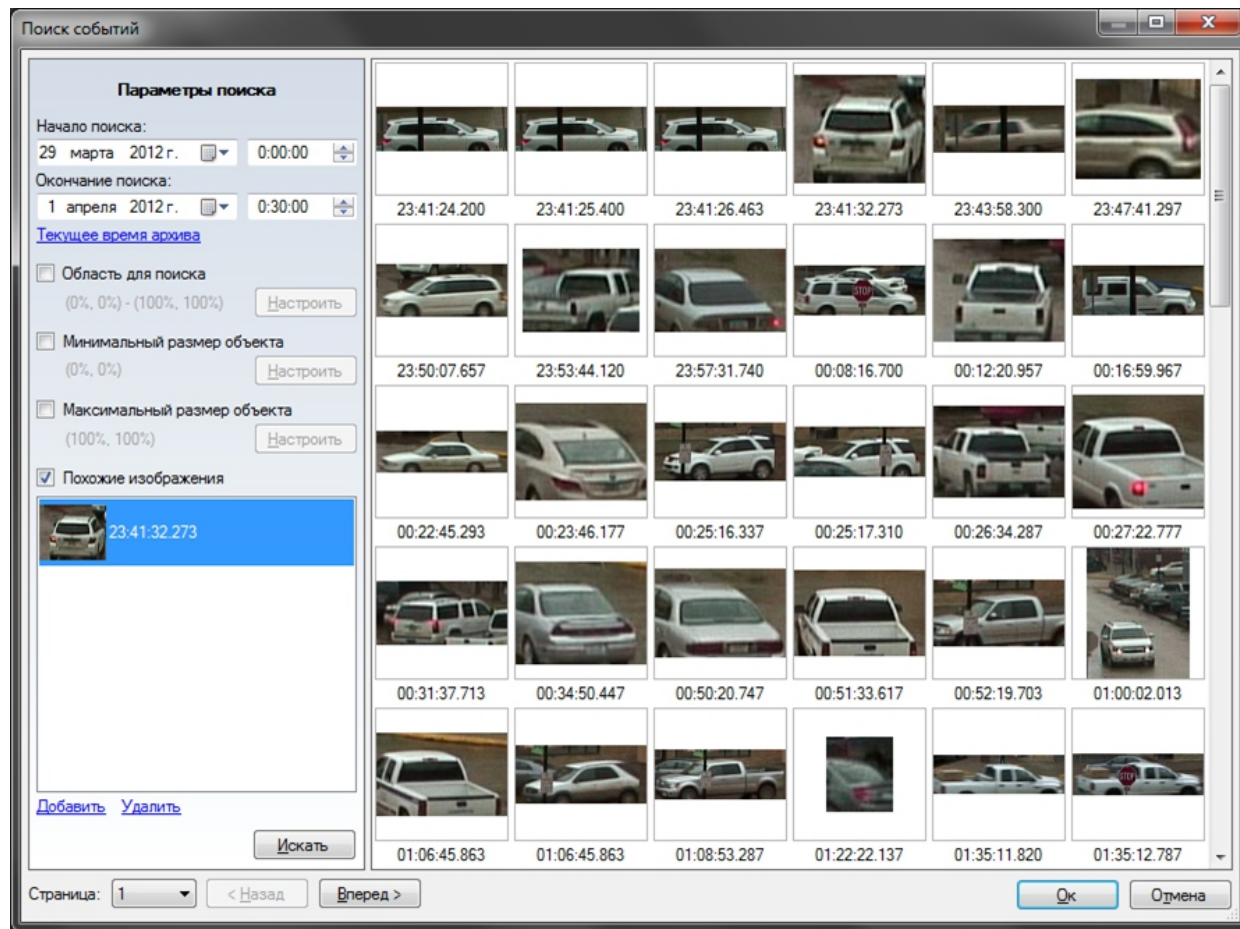 Поиск событий
Параметры поиска
Начало поиска:
29 марта 2012 г. 0:00:00
Окончание поиска:
1 апреля 2012 г. 0:30:00
Текущее время архива
Область для поиска
(0%, 0%) - (100%, 100%) Настроить
Минимальный размер объекта
(0%, 0%) Настроить
Максимальный размер объекта
(100%, 100%) Настроить
Похожие изображения
23:41:32.273
Добавить Удалить
Искать
23:41:24.200 23:41:25.400 23:41:26.463 23:41:32.273 23:43:58.300 23:47:41.297
STOP
23:50:07.657 23:53:44.120 23:57:31.740 00:08:16.700 00:12:20.957 00:16:59.967
00:22:45.293 00:23:46.177 00:25:16.337 00:25:17.310 00:26:34.287 00:27:22.777
00:31:37.713 00:34:50.447 00:50:20.747 00:51:33.617 00:52:19.703 01:00:02.013
STOP
01:06:45.863 01:06:45.863 01:08:53.287 01:22:22.137 01:35:11.820 01:35:12.787
Страница: 1 < Назад Вперед > Ок Отмена